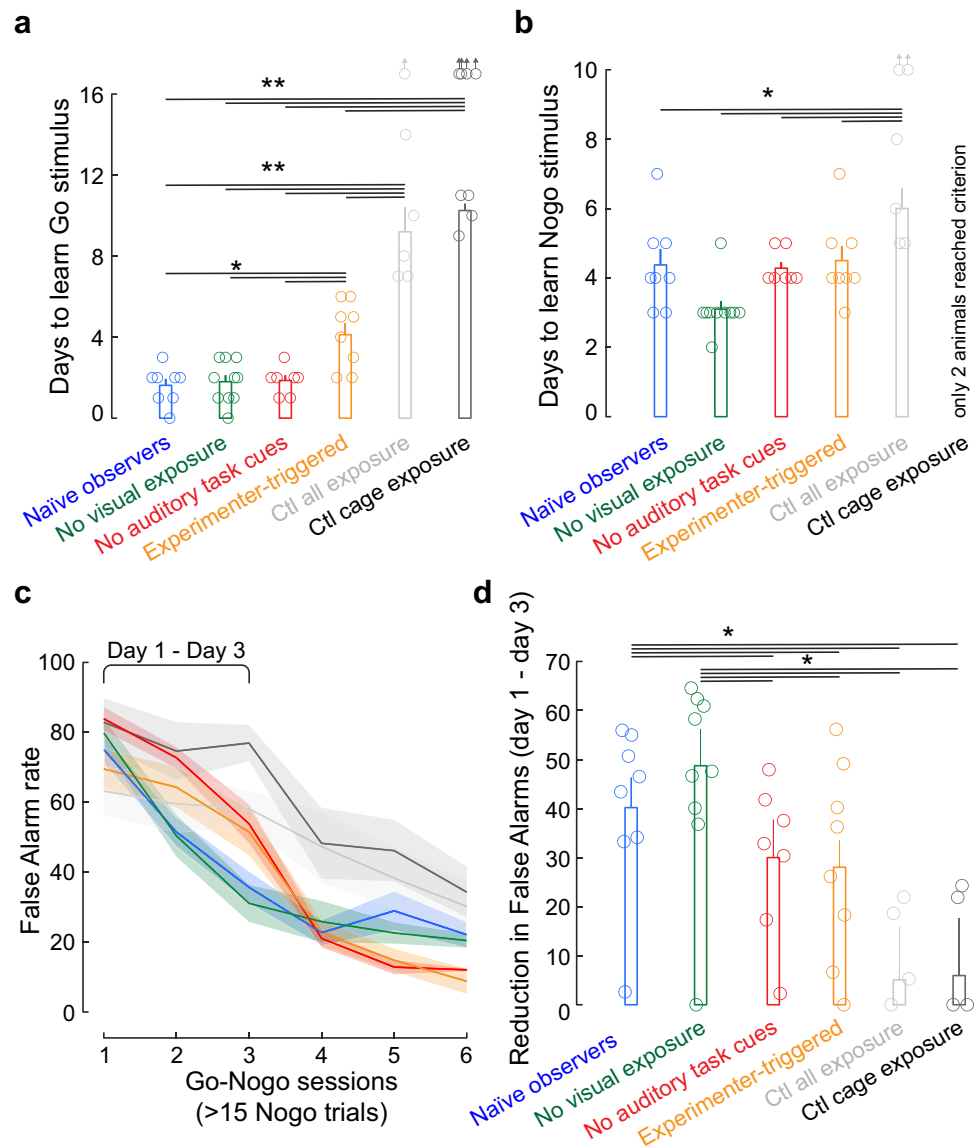 a
Days to learn Go stimulus
16
12
8
4
0
**
**
*
Naïve observers
No visual exposure
No auditory task cues
Experimenter-triggered
Ctl all exposure
Ctl cage exposure
b
Days to learn Nogo stimulus
10
8
6
4
2
0
*
only 2 animals reached criterion
Naïve observers
No visual exposure
No auditory task cues
Experimenter-triggered
Ctl all exposure
Ctl cage exposure
c
Day 1 - Day 3
False Alarm rate
100
80
60
40
20
0
1 2 3 4 5 6
Go-Nogo sessions
(>15 Nogo trials)
d
Reduction in False Alarms (day 1 - day 3)
70
60
50
40
30
20
10
0
*
*
Naïve observers
No visual exposure
No auditory task cues
Experimenter-triggered
Ctl all exposure
Ctl cage exposure